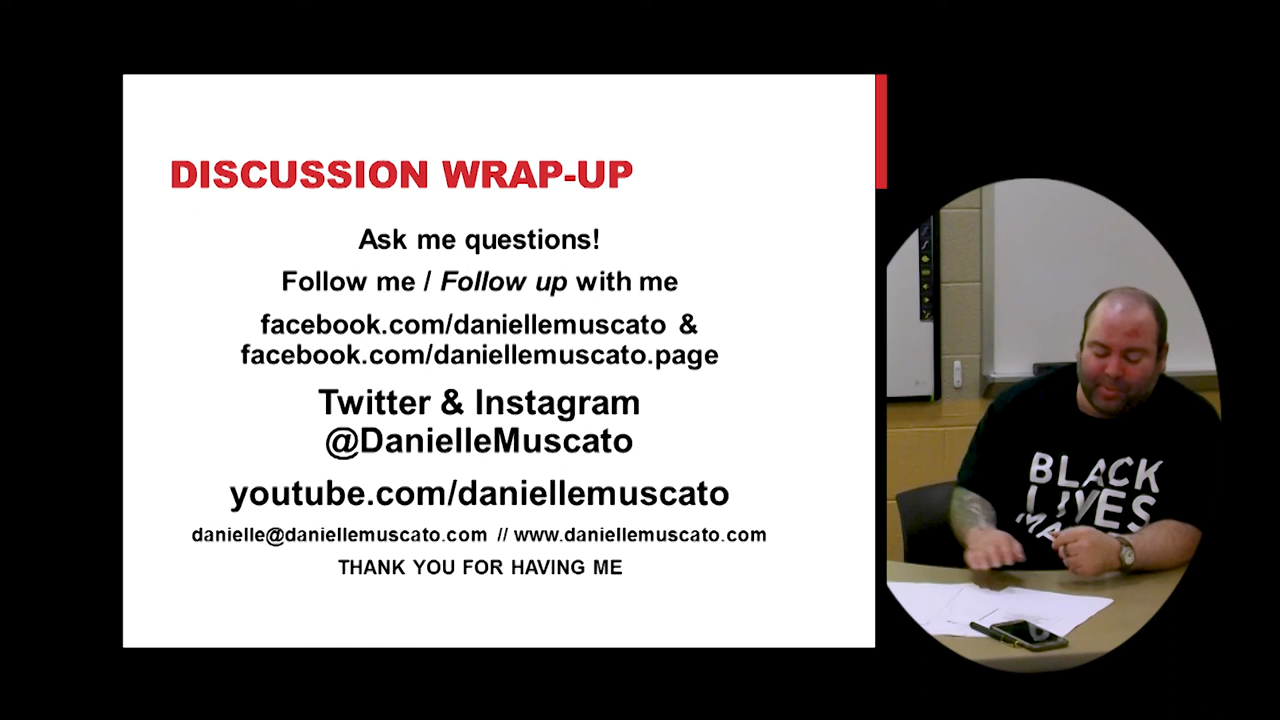 DISCUSSION WRAP-UP
Ask me questions!
Follow me / Follow up with me
facebook.com/daniellemuscato &
facebook.com/daniellemuscato.page
Twitter & Instagram
@DanielleMuscato
youtube.com/daniellemuscato
danielle@daniellemuscato.com // www.daniellemuscato.com
THANK YOU FOR HAVING ME
BLACK
LIVES